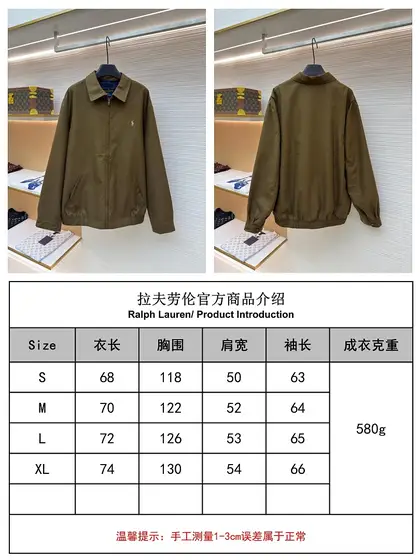 拉夫劳伦官方商品介绍
Ralph Lauren/ Product Introduction
Size 衣长 胸围 肩宽 袖长 成衣克重
S 68 118 50 63
M 70 122 52 64
580g
L 72 126 53 65
XL 74 130 54 66
温馨提示：手工测量1-3cm误差属于正常